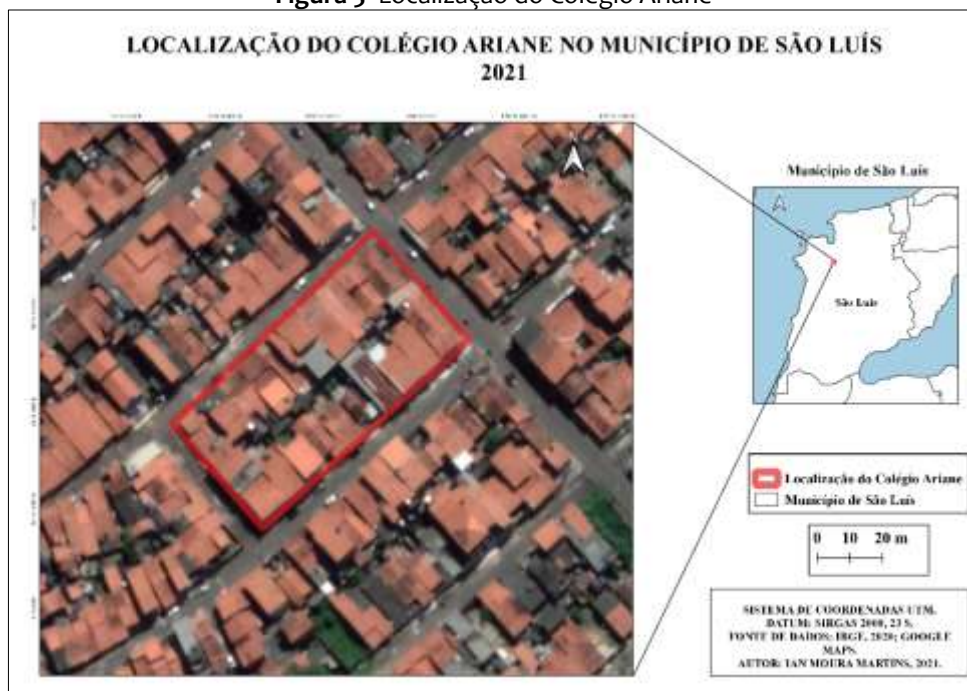 Figura 5 Localização do Colégio Ariane
LOCALIZAÇÃO DO COLÉGIO ARIANE NO MUNICÍPIO DE SÃO LUÍS
2021
Município de São Luís
São Luís
Localização do Colégio Ariane
Município de São Luís
0 10 20 m
SISTEMA DE COORDENADAS UTM.
DATUM: SIRGAS 2000, 23 S.
FONTE DE DADOS: IBGE, 2020; GOOGLE
MAPS.
AUTOR: IAN MOURA MARTINS, 2021.